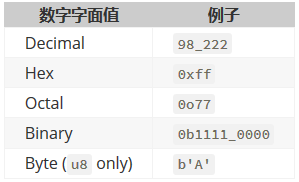 数字字面值 例子
Decimal 98_222
Hex 0xff
Octal 0o77
Binary 0b1111_0000
Byte ( u8 only) b'A'